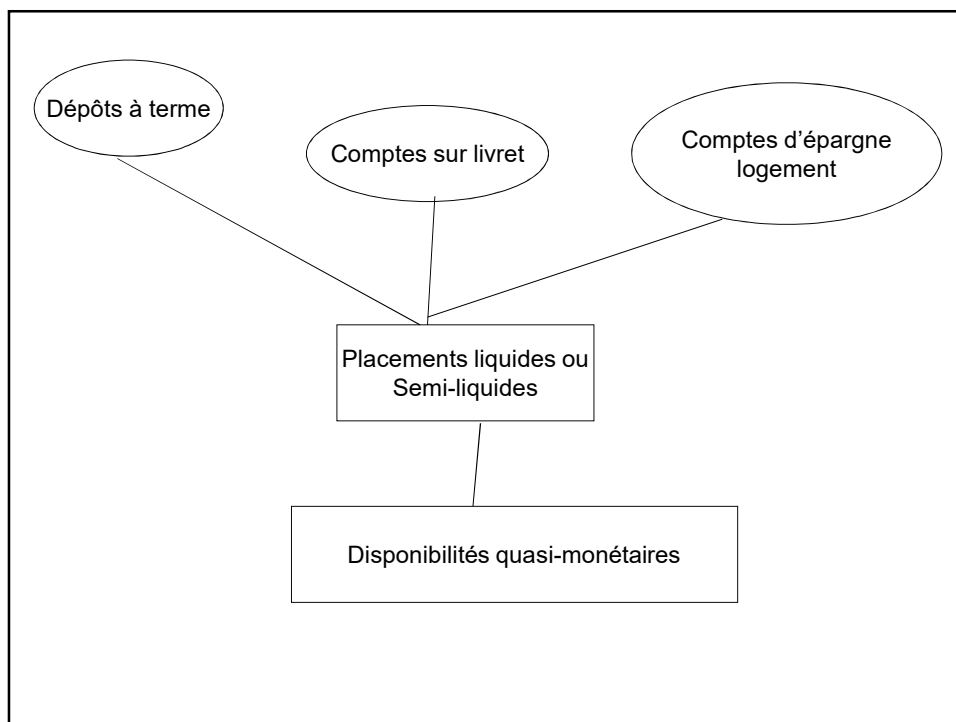 Dépôts à terme
Comptes sur livret
Comptes d’épargne
logement
Placements liquides ou
Semi-liquides
Disponibilités quasi-monétaires